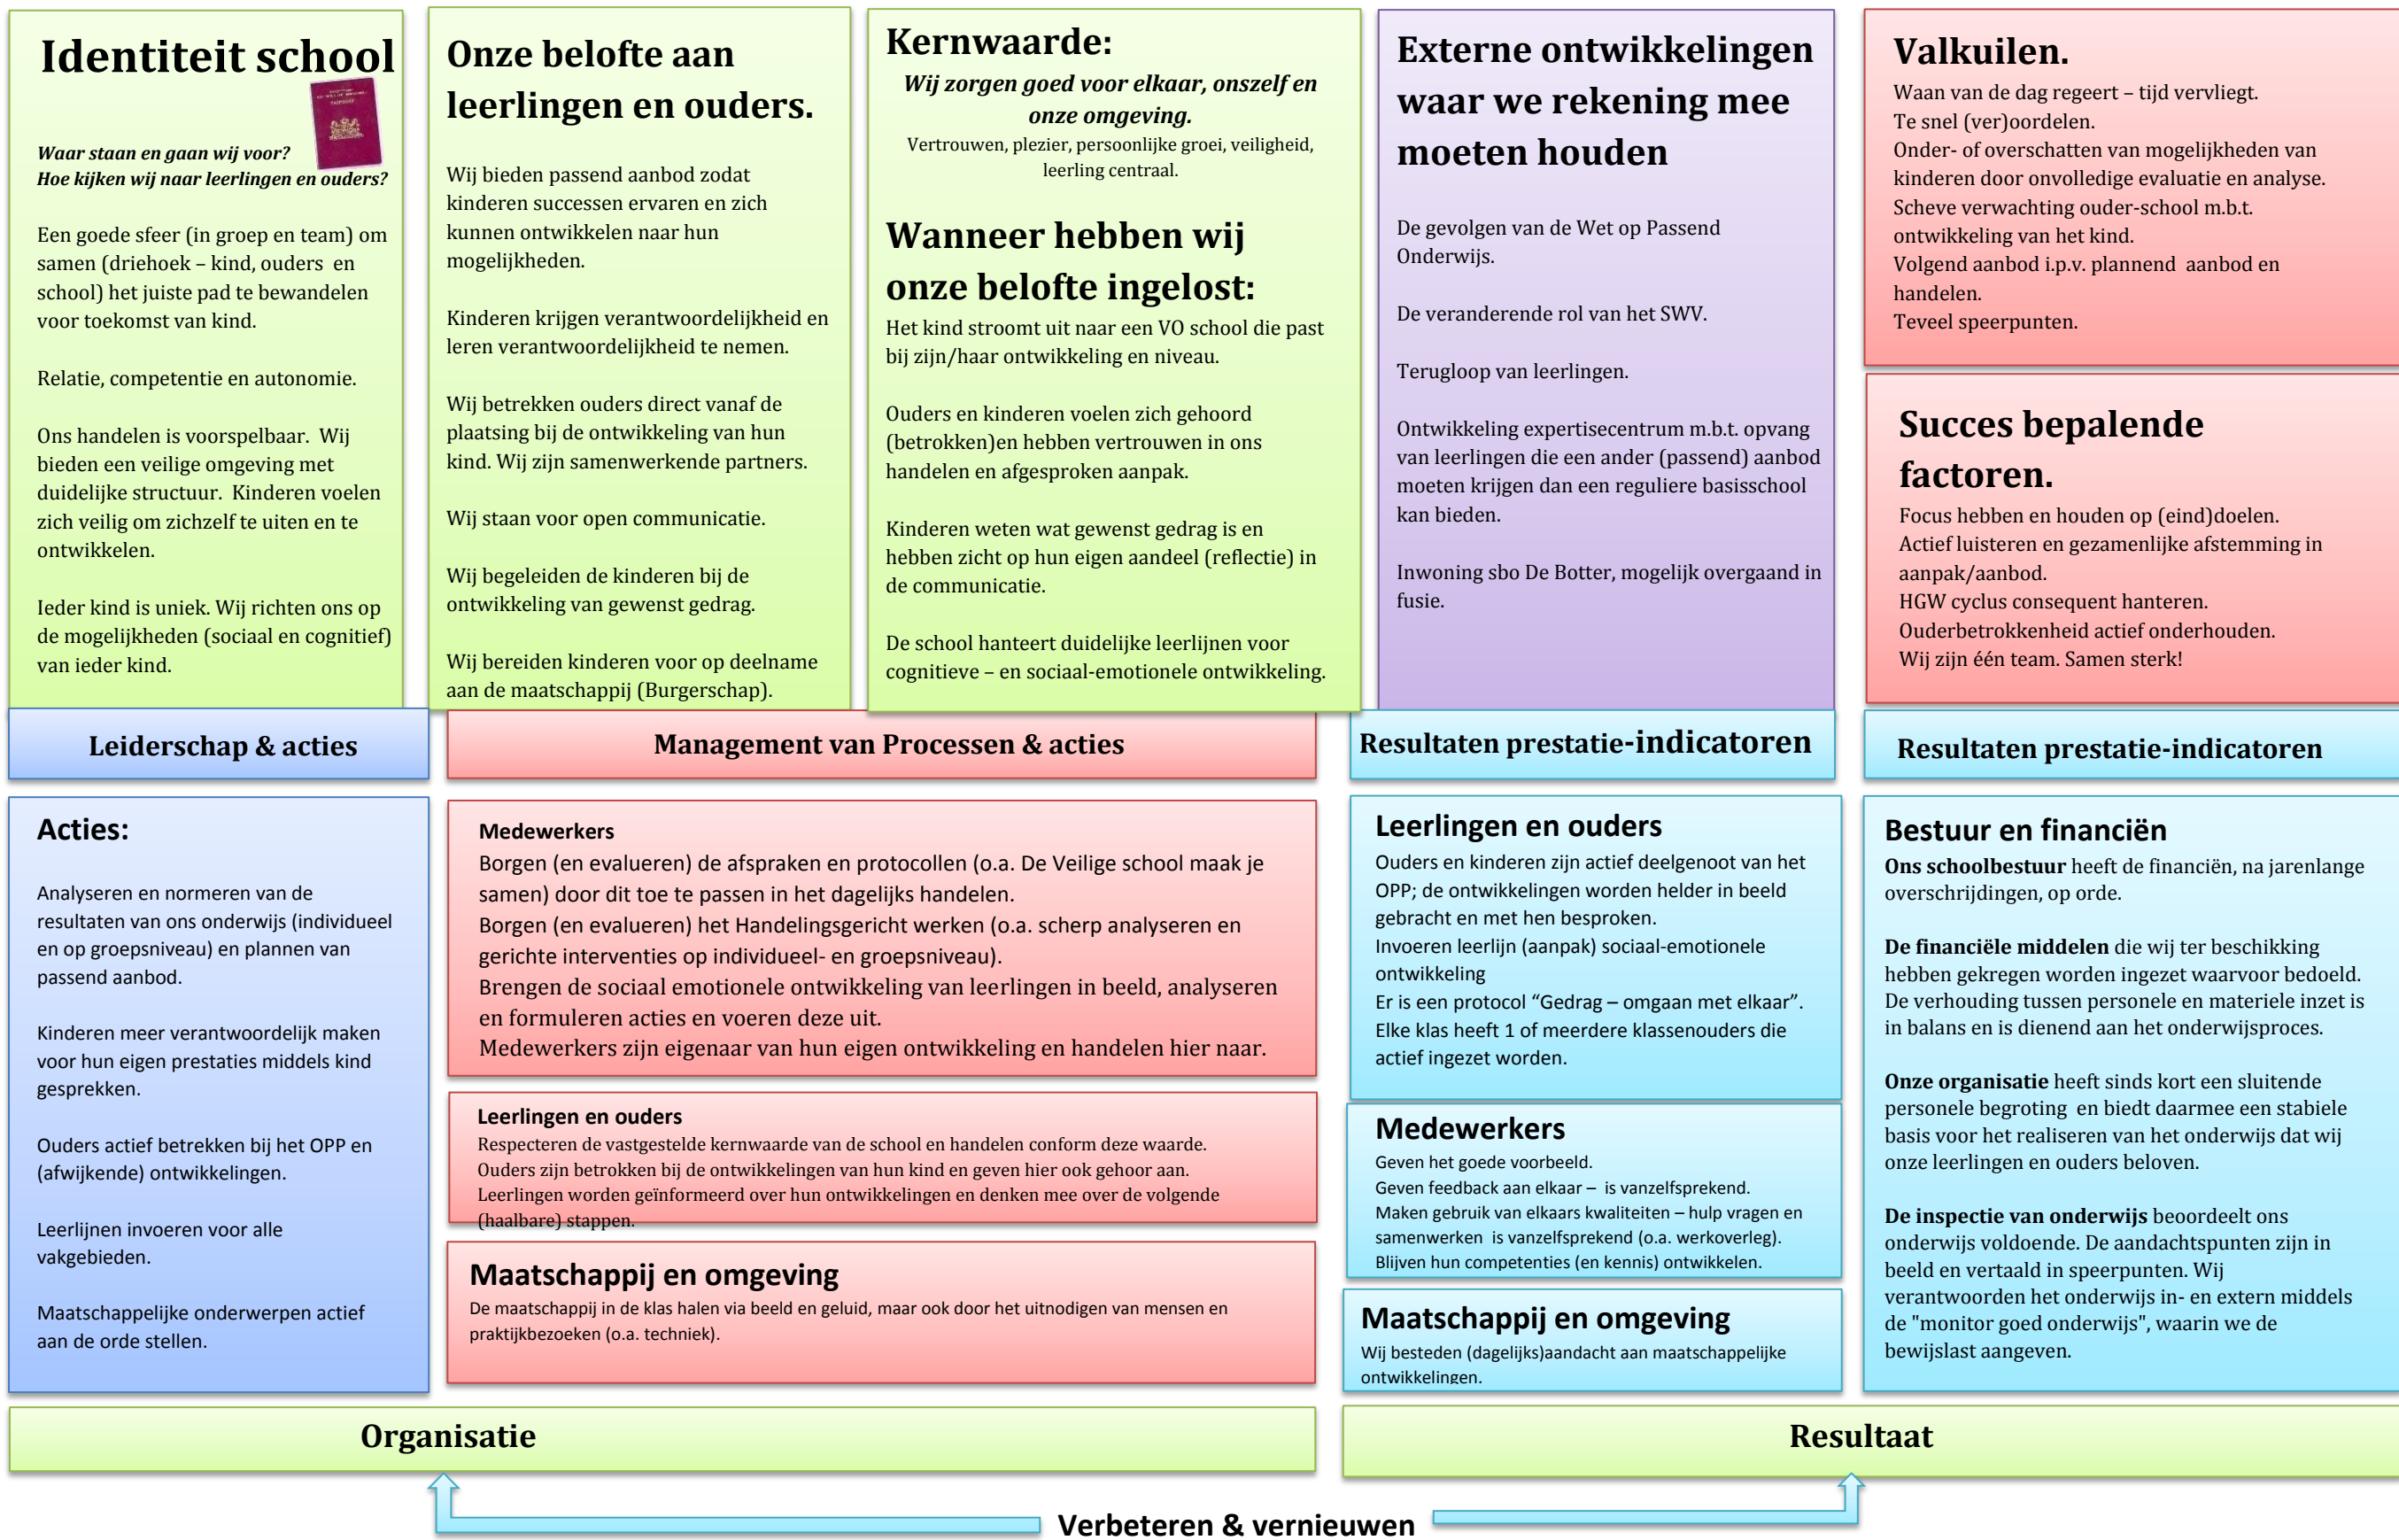 Identiteit school
Waar staan en gaan wij voor?
Hoe kijken wij naar leerlingen en ouders?
Een goede sfeer (in groep en team) om
samen (driehoek – kind, ouders en
school) het juiste pad te bewandelen
voor toekomst van kind.
Relatie, competentie en autonomie.
Ons handelen is voorspelbaar. Wij
bieden een veilige omgeving met
duidelijke structuur. Kinderen voelen
zich veilig om zichzelf te uiten en te
ontwikkelen.
Ieder kind is uniek. Wij richten ons op
de mogelijkheden (sociaal en cognitief)
van ieder kind.
Onze belofte aan
leerlingen en ouders.
Wij bieden passend aanbod zodat
kinderen successen ervaren en zich
kunnen ontwikkelen naar hun
mogelijkheden.
Kinderen krijgen verantwoordelijkheid en
leren verantwoordelijkheid te nemen.
Wij betrekken ouders direct vanaf de
plaatsing bij de ontwikkeling van hun
kind. Wij zijn samenwerkende partners.
Wij staan voor open communicatie.
Wij begeleiden de kinderen bij de
ontwikkeling van gewenst gedrag.
Wij bereiden kinderen voor op deelname
aan de maatschappij (Burgerschap).
Kernwaarde:
Wij zorgen goed voor elkaar, onszelf en
onze omgeving.
Vertrouwen, plezier, persoonlijke groei, veiligheid,
leerling centraal.
Wanneer hebben wij
onze belofte ingelost:
Het kind stroomt uit naar een VO school die past
bij zijn/haar ontwikkeling en niveau.
Ouders en kinderen voelen zich gehoord
(betrokken)en hebben vertrouwen in ons
handelen en afgesproken aanpak.
Kinderen weten wat gewenst gedrag is en
hebben zicht op hun eigen aandeel (reflectie) in
de communicatie.
De school hanteert duidelijke leerlijnen voor
cognitieve – en sociaal-emotionele ontwikkeling.
Externe ontwikkelingen
waar we rekening mee
moeten houden
De gevolgen van de Wet op Passend
Onderwijs.
De veranderende rol van het SWV.
Terugloop van leerlingen.
Ontwikkeling expertisecentrum m.b.t. opvang
van leerlingen die een ander (passend) aanbod
moeten krijgen dan een reguliere basisschool
kan bieden.
Inwoning sbo De Botter, mogelijk overgaand in
fusie.
Valkuilen.
Waan van de dag regeert – tijd vervliegt.
Te snel (ver)oordelen.
Onder- of overschatten van mogelijkheden van
kinderen door onvolledige evaluatie en analyse.
Scheve verwachting ouder-school m.b.t.
ontwikkeling van het kind.
Volgend aanbod i.p.v. plannend aanbod en
handelen.
Teveel speerpunten.
Succes bepalende
factoren.
Focus hebben en houden op (eind)doelen.
Actief luisteren en gezamenlijke afstemming in
aanpak/aanbod.
HGW cyclus consequent hanteren.
Ouderbetrokkenheid actief onderhouden.
Wij zijn één team. Samen sterk!
Leiderschap & acties
Management van Processen & acties
Resultaten prestatie-indicatoren
Resultaten prestatie-indicatoren
Acties:
Analyseren en normeren van de
resultaten van ons onderwijs (individueel
en op groepsniveau) en plannen van
passend aanbod.
Kinderen meer verantwoordelijk maken
voor hun eigen prestaties middels kind
gesprekken.
Ouders actief betrekken bij het OPP en
(afwijkende) ontwikkelingen.
Leerlijnen invoeren voor alle
vakgebieden.
Maatschappelijke onderwerpen actief
aan de orde stellen.
Medewerkers
Borgen (en evalueren) de afspraken en protocollen (o.a. De Veilige school maak je
samen) door dit toe te passen in het dagelijks handelen.
Borgen (en evalueren) het Handelingsgericht werken (o.a. scherp analyseren en
gerichte interventies op individueel- en groepsniveau).
Brengen de sociaal emotionele ontwikkeling van leerlingen in beeld, analyseren
en formuleren acties en voeren deze uit.
Medewerkers zijn eigenaar van hun eigen ontwikkeling en handelen hier naar.
Leerlingen en ouders
Respecteren de vastgestelde kernwaarde van de school en handelen conform deze waarde.
Ouders zijn betrokken bij de ontwikkelingen van hun kind en geven hier ook gehoor aan.
Leerlingen worden geïnformeerd over hun ontwikkelingen en denken mee over de volgende
(haalbare) stappen.
Maatschappij en omgeving
De maatschappij in de klas halen via beeld en geluid, maar ook door het uitnodigen van mensen en
praktijkbezoeken (o.a. techniek).
Leerlingen en ouders
Ouders en kinderen zijn actief deelgenoot van het
OPP; de ontwikkelingen worden helder in beeld
gebracht en met hen besproken.
Invoeren leerlijn (aanpak) sociaal-emotionele
ontwikkeling
Er is een protocol “Gedrag – omgaan met elkaar”.
Elke klas heeft 1 of meerdere klassenouders die
actief ingezet worden.
Medewerkers
Geven het goede voorbeeld.
Geven feedback aan elkaar – is vanzelfsprekend.
Maken gebruik van elkaars kwaliteiten – hulp vragen en
samenwerken is vanzelfsprekend (o.a. werkoverleg).
Blijven hun competenties (en kennis) ontwikkelen.
Maatschappij en omgeving
Wij besteden (dagelijks)aandacht aan maatschappelijke
ontwikkelingen.
Bestuur en financiën
Ons schoolbestuur heeft de financiën, na jarenlange
overschrijdingen, op orde.
De financiële middelen die wij ter beschikking
hebben gekregen worden ingezet waarvoor bedoeld.
De verhouding tussen personele en materiele inzet is
in balans en is dienend aan het onderwijsproces.
Onze organisatie heeft sinds kort een sluitende
personele begroting en biedt daarmee een stabiele
basis voor het realiseren van het onderwijs dat wij
onze leerlingen en ouders beloven.
De inspectie van onderwijs beoordeelt ons
onderwijs voldoende. De aandachtspunten zijn in
beeld en vertaald in speerpunten. Wij
verantwoorden het onderwijs in- en extern middels
de "monitor goed onderwijs", waarin we de
bewijslast aangeven.
Organisatie
Resultaat
Verbeteren & vernieuwen